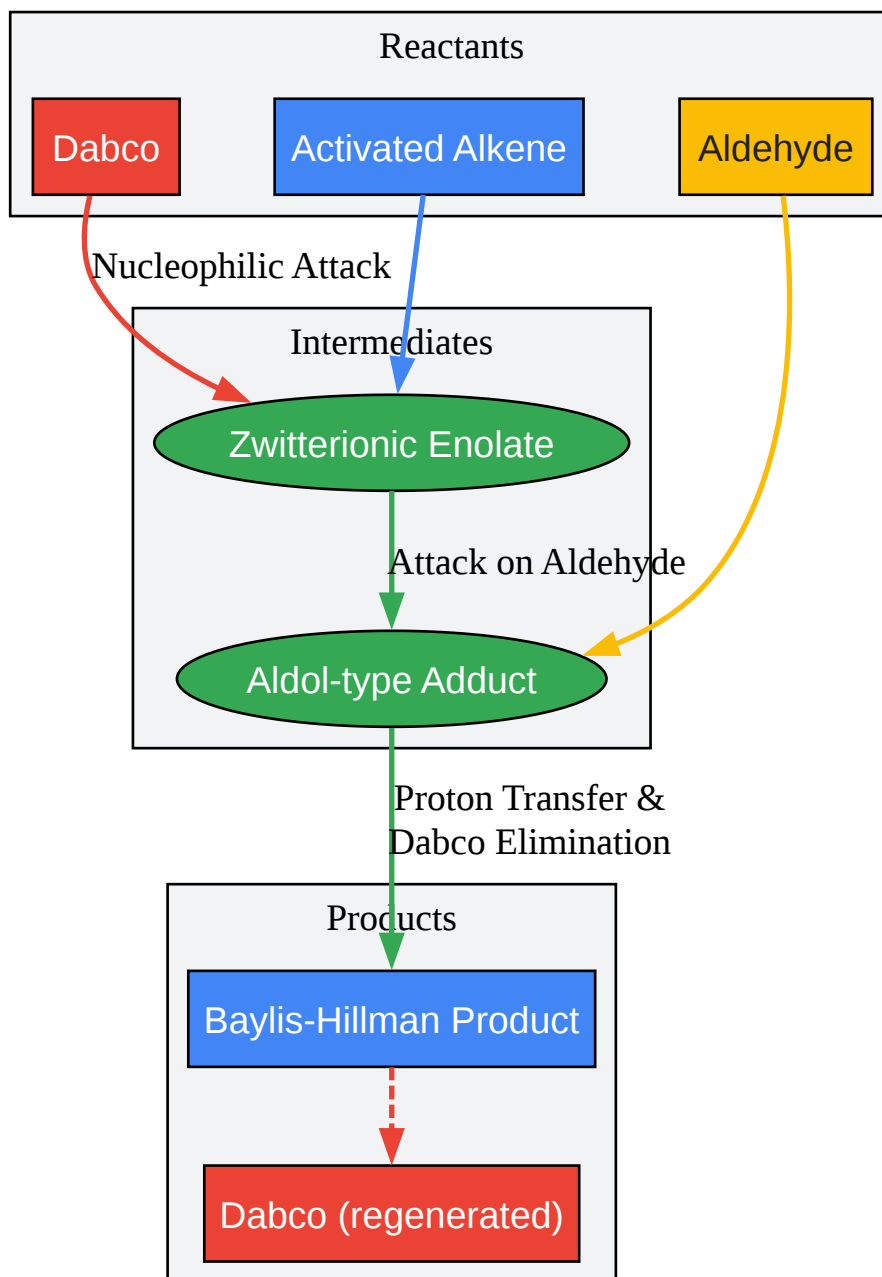 Reactants
Dabco
Activated Alkene
Aldehyde
Nucleophilic Attack
Intermediates
Zwitterionic Enolate
Attack on Aldehyde
Aldol-type Adduct
Proton Transfer &
Dabco Elimination
Products
Baylis-Hillman Product
Dabco (regenerated)